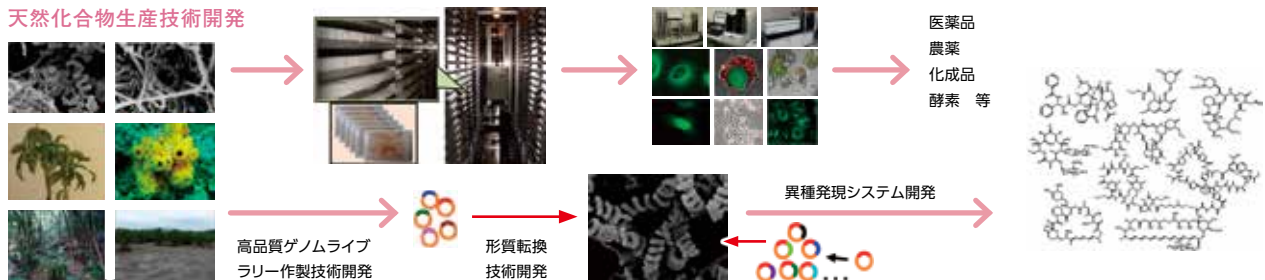 天然化合物生産技術開発
医薬品
農薬
化成品
酵素　等
高品質ゲノムライブ
ラリー作製技術開発
形質転換
技術開発
異種発現システム開発